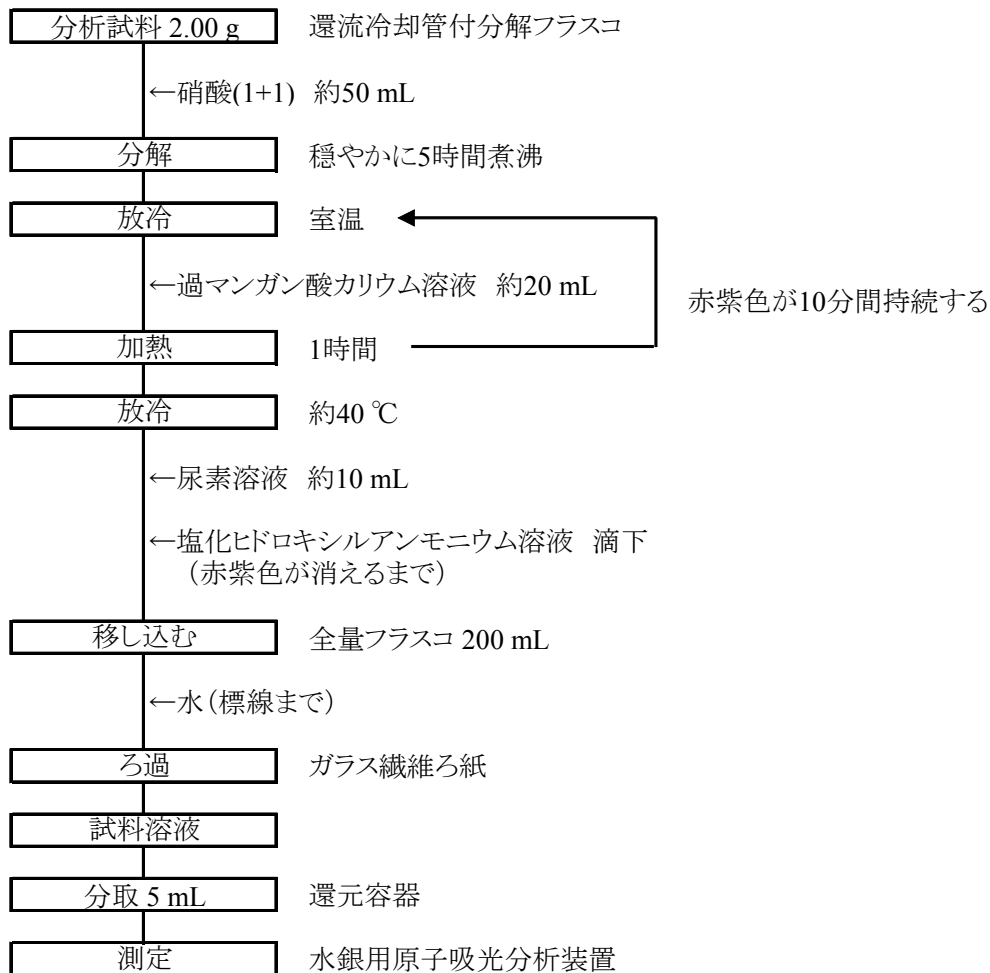 分析試料 2.00 g 還流冷却管付分解フラスコ
←硝酸(1+1) 約50 mL
分解 穏やかに5時間煮沸
放冷 室温
←過マンガン酸カリウム溶液 約20 mL
赤紫色が10分間持続する
加熱 1時間
放冷 約40 ℃
←尿素溶液 約10 mL
←塩化ヒドロキシルアンモニウム溶液 滴下
（赤紫色が消えるまで）
移し込む 全量フラスコ 200 mL
←水（標線まで）
ろ過 ガラス繊維ろ紙
試料溶液
分取 5 mL 還元容器
測定 水銀用原子吸光分析装置